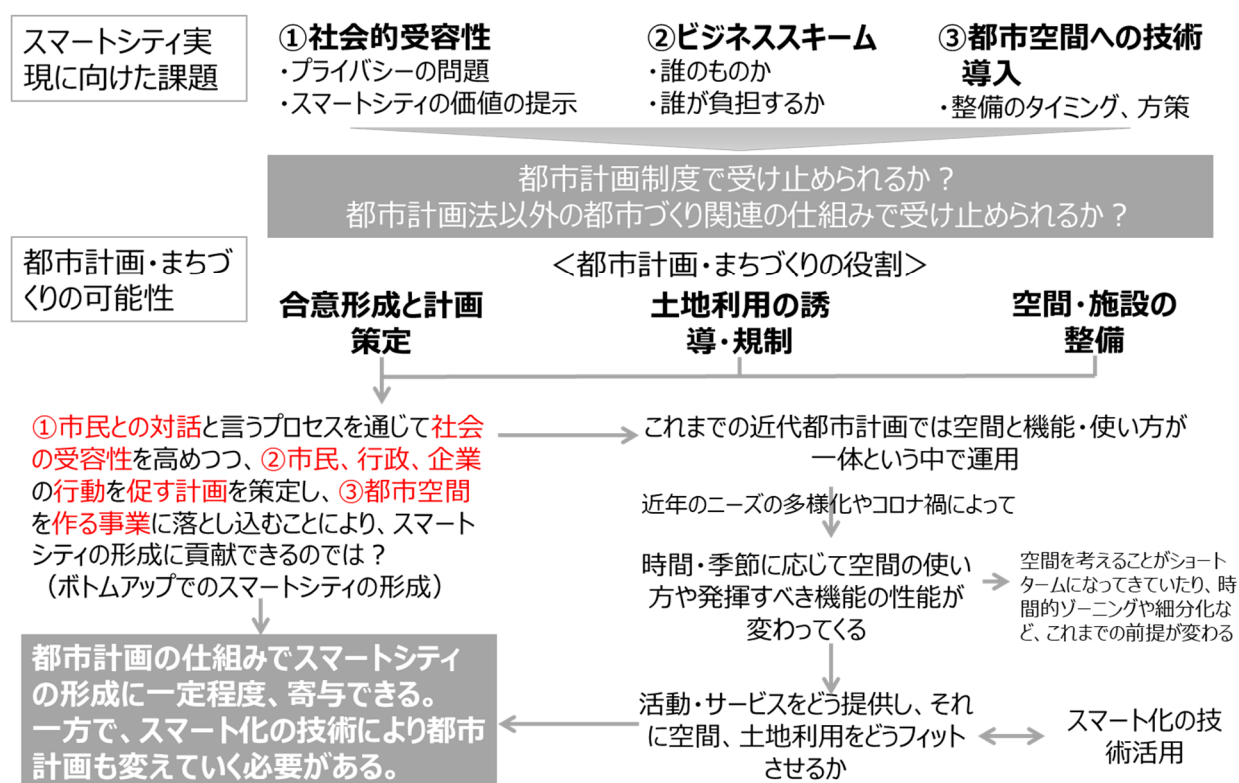 スマートシティ実
現に向けた課題
①社会的受容性
・プライバシーの問題
・スマートシティの価値の提示
②ビジネススキーム
・誰のものか
・誰が負担するか
③都市空間への技術
導入
・整備のタイミング、方策
都市計画制度で受け止められるか？
都市計画法以外の都市づくり関連の仕組みで受け止められるか？
都市計画・まちづ
くりの可能性
＜都市計画・まちづくりの役割＞
合意形成と計画
策定
土地利用の誘
導・規制
空間・施設の
整備
①市民との対話と言うプロセスを通じて社会
の受容性を高めつつ、②市民、行政、企業
の行動を促す計画を策定し、③都市空間
を作る事業に落とし込むことにより、スマート
シティの形成に貢献できるのでは？
（ボトムアップでのスマートシティの形成）
都市計画の仕組みでスマートシティ
の形成に一定程度、寄与できる。
一方で、スマート化の技術により都市
計画も変えていく必要がある。
これまでの近代都市計画では空間と機能・使い方が
一体という中で運用
近年のニーズの多様化やコロナ禍によって
時間・季節に応じて空間の使い
方や発揮すべき機能の性能が
変わってくる
空間を考えることがショート
タームになってきていたり、時
間的ゾーニングや細分化な
ど、これまでの前提が変わる
活動・サービスをどう提供し、それ
に空間、土地利用をどうフィット
させるか
スマート化の技
術活用